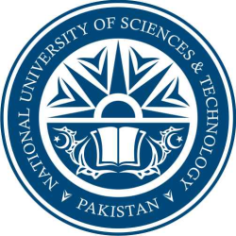 NATIONAL UNIVERSITY OF SCIENCES & TECHNOLOGY
PAKISTAN